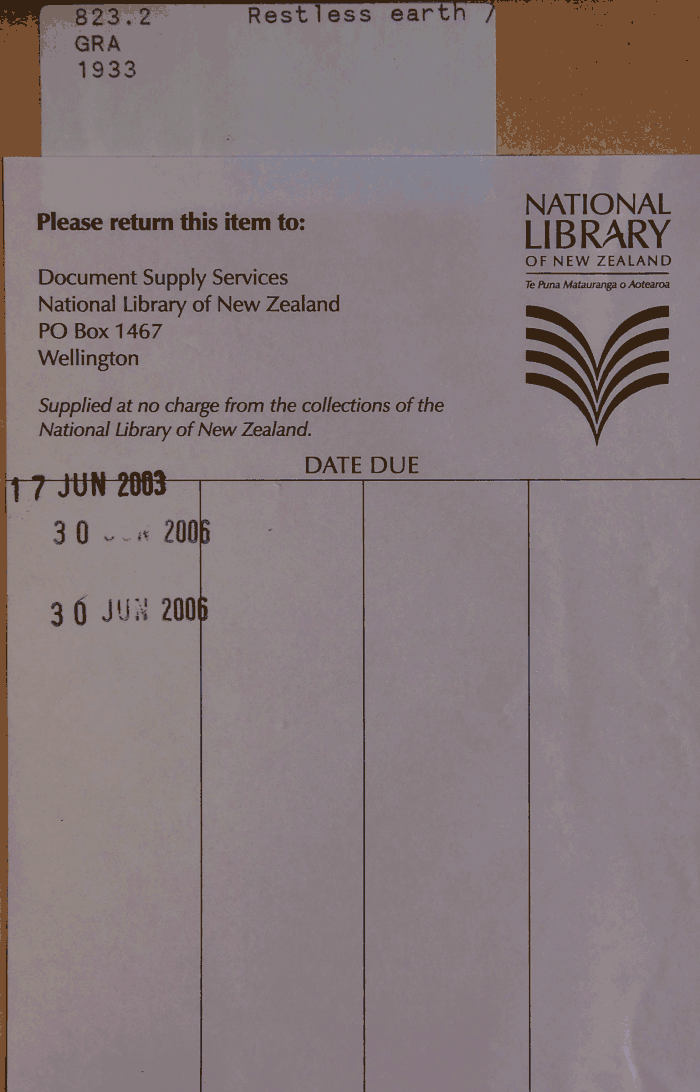 823.2 Restless earth /
GRA
1933
Please return this item to:
Document Supply Services
National Library of New Zealand
PO Box 1467
Wellington
Supplied at no charge from the collections of the
National Library of New Zealand.
NATIONAL
LIBRARY
OF NEW ZEALAND
Te Puna Matauranga o Aotearoa
DATE DUE
17 JUN 2003
30 2006
30 JUN 2006